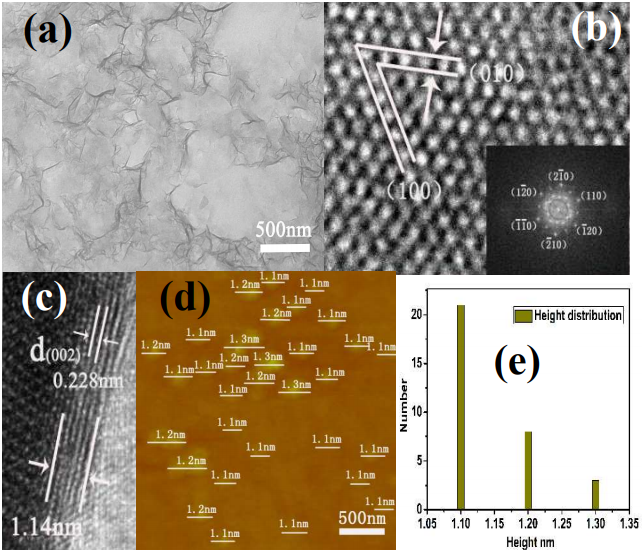 (a)
500nm
(b)
(010)
(100)
(21̄0)
(12̄0)
(110)
(1̄1̄0)
(1̄20)
(2̄10)
(c)
d(002)
0.228nm
1.14nm
(d)
1.1nm
1.2nm 1.1nm
1.1nm
1.2nm 1.1nm
1.1nm 1.3nm 1.1nm
1.2nm 1.1nm 1.1nm
1.2nm 1.3nm
1.1nm 1.1nm 1.2nm 1.1nm
1.1nm 1.3nm
1.1nm
1.2nm
1.1nm
1.1nm
1.2nm
1.1nm 1.1nm
1.2nm 1.1nm
1.1nm
1.1nm
500nm
(e)
Height distribution
Number
20
15
10
5
0
1.05 1.10 1.15 1.20 1.25 1.30 1.35
Height nm